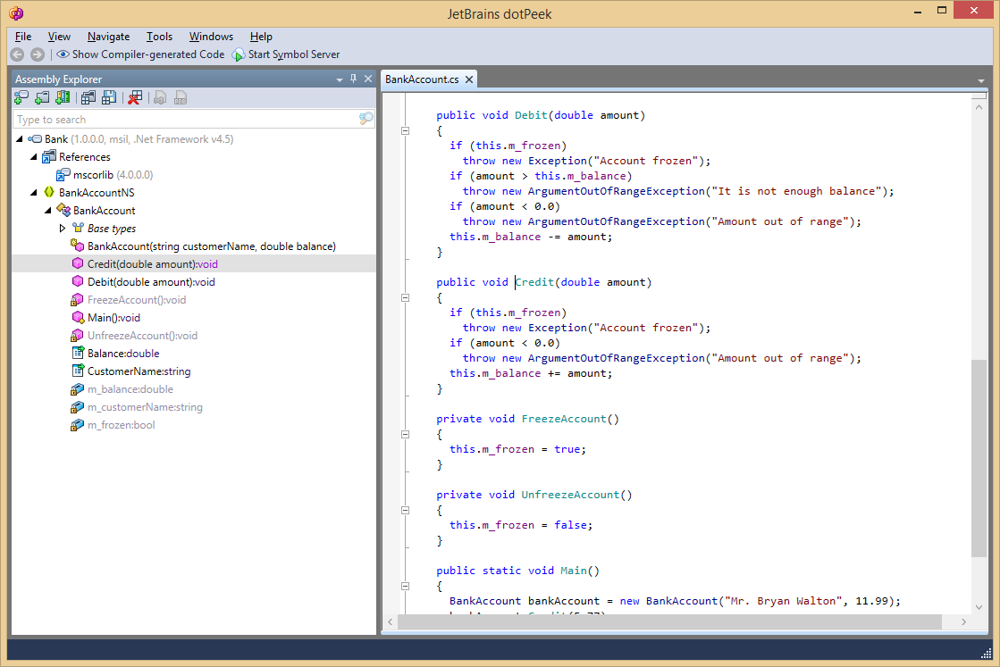 JetBrains dotPeek
File View Navigate Tools Windows Help
Show Compiler-generated Code Start Symbol Server
Assembly Explorer
Type to search
Bank (1.0.0.0, msil, .Net Framework v4.5)
References
mscorlib (4.0.0.0)
BankAccountNS
BankAccount
Base types
BankAccount(string customerName, double balance)
Credit(double amount):void
Debit(double amount):void
FreezeAccount():void
Main():void
UnfreezeAccount():void
Balance:double
CustomerName:string
m_balance:double
m_customerName:string
m_frozen:bool
BankAccount.cs
public void Debit(double amount)
{
if (this.m_frozen)
throw new Exception("Account frozen");
if (amount > this.m_balance)
throw new ArgumentOutOfRangeException("It is not enough balance");
if (amount < 0.0)
throw new ArgumentOutOfRangeException("Amount out of range");
this.m_balance -= amount;
}
public void Credit(double amount)
{
if (this.m_frozen)
throw new Exception("Account frozen");
if (amount < 0.0)
throw new ArgumentOutOfRangeException("Amount out of range");
this.m_balance += amount;
}
private void FreezeAccount()
{
this.m_frozen = true;
}
private void UnfreezeAccount()
{
this.m_frozen = false;
}
public static void Main()
{
BankAccount bankAccount = new BankAccount("Mr. Bryan Walton", 11.99);